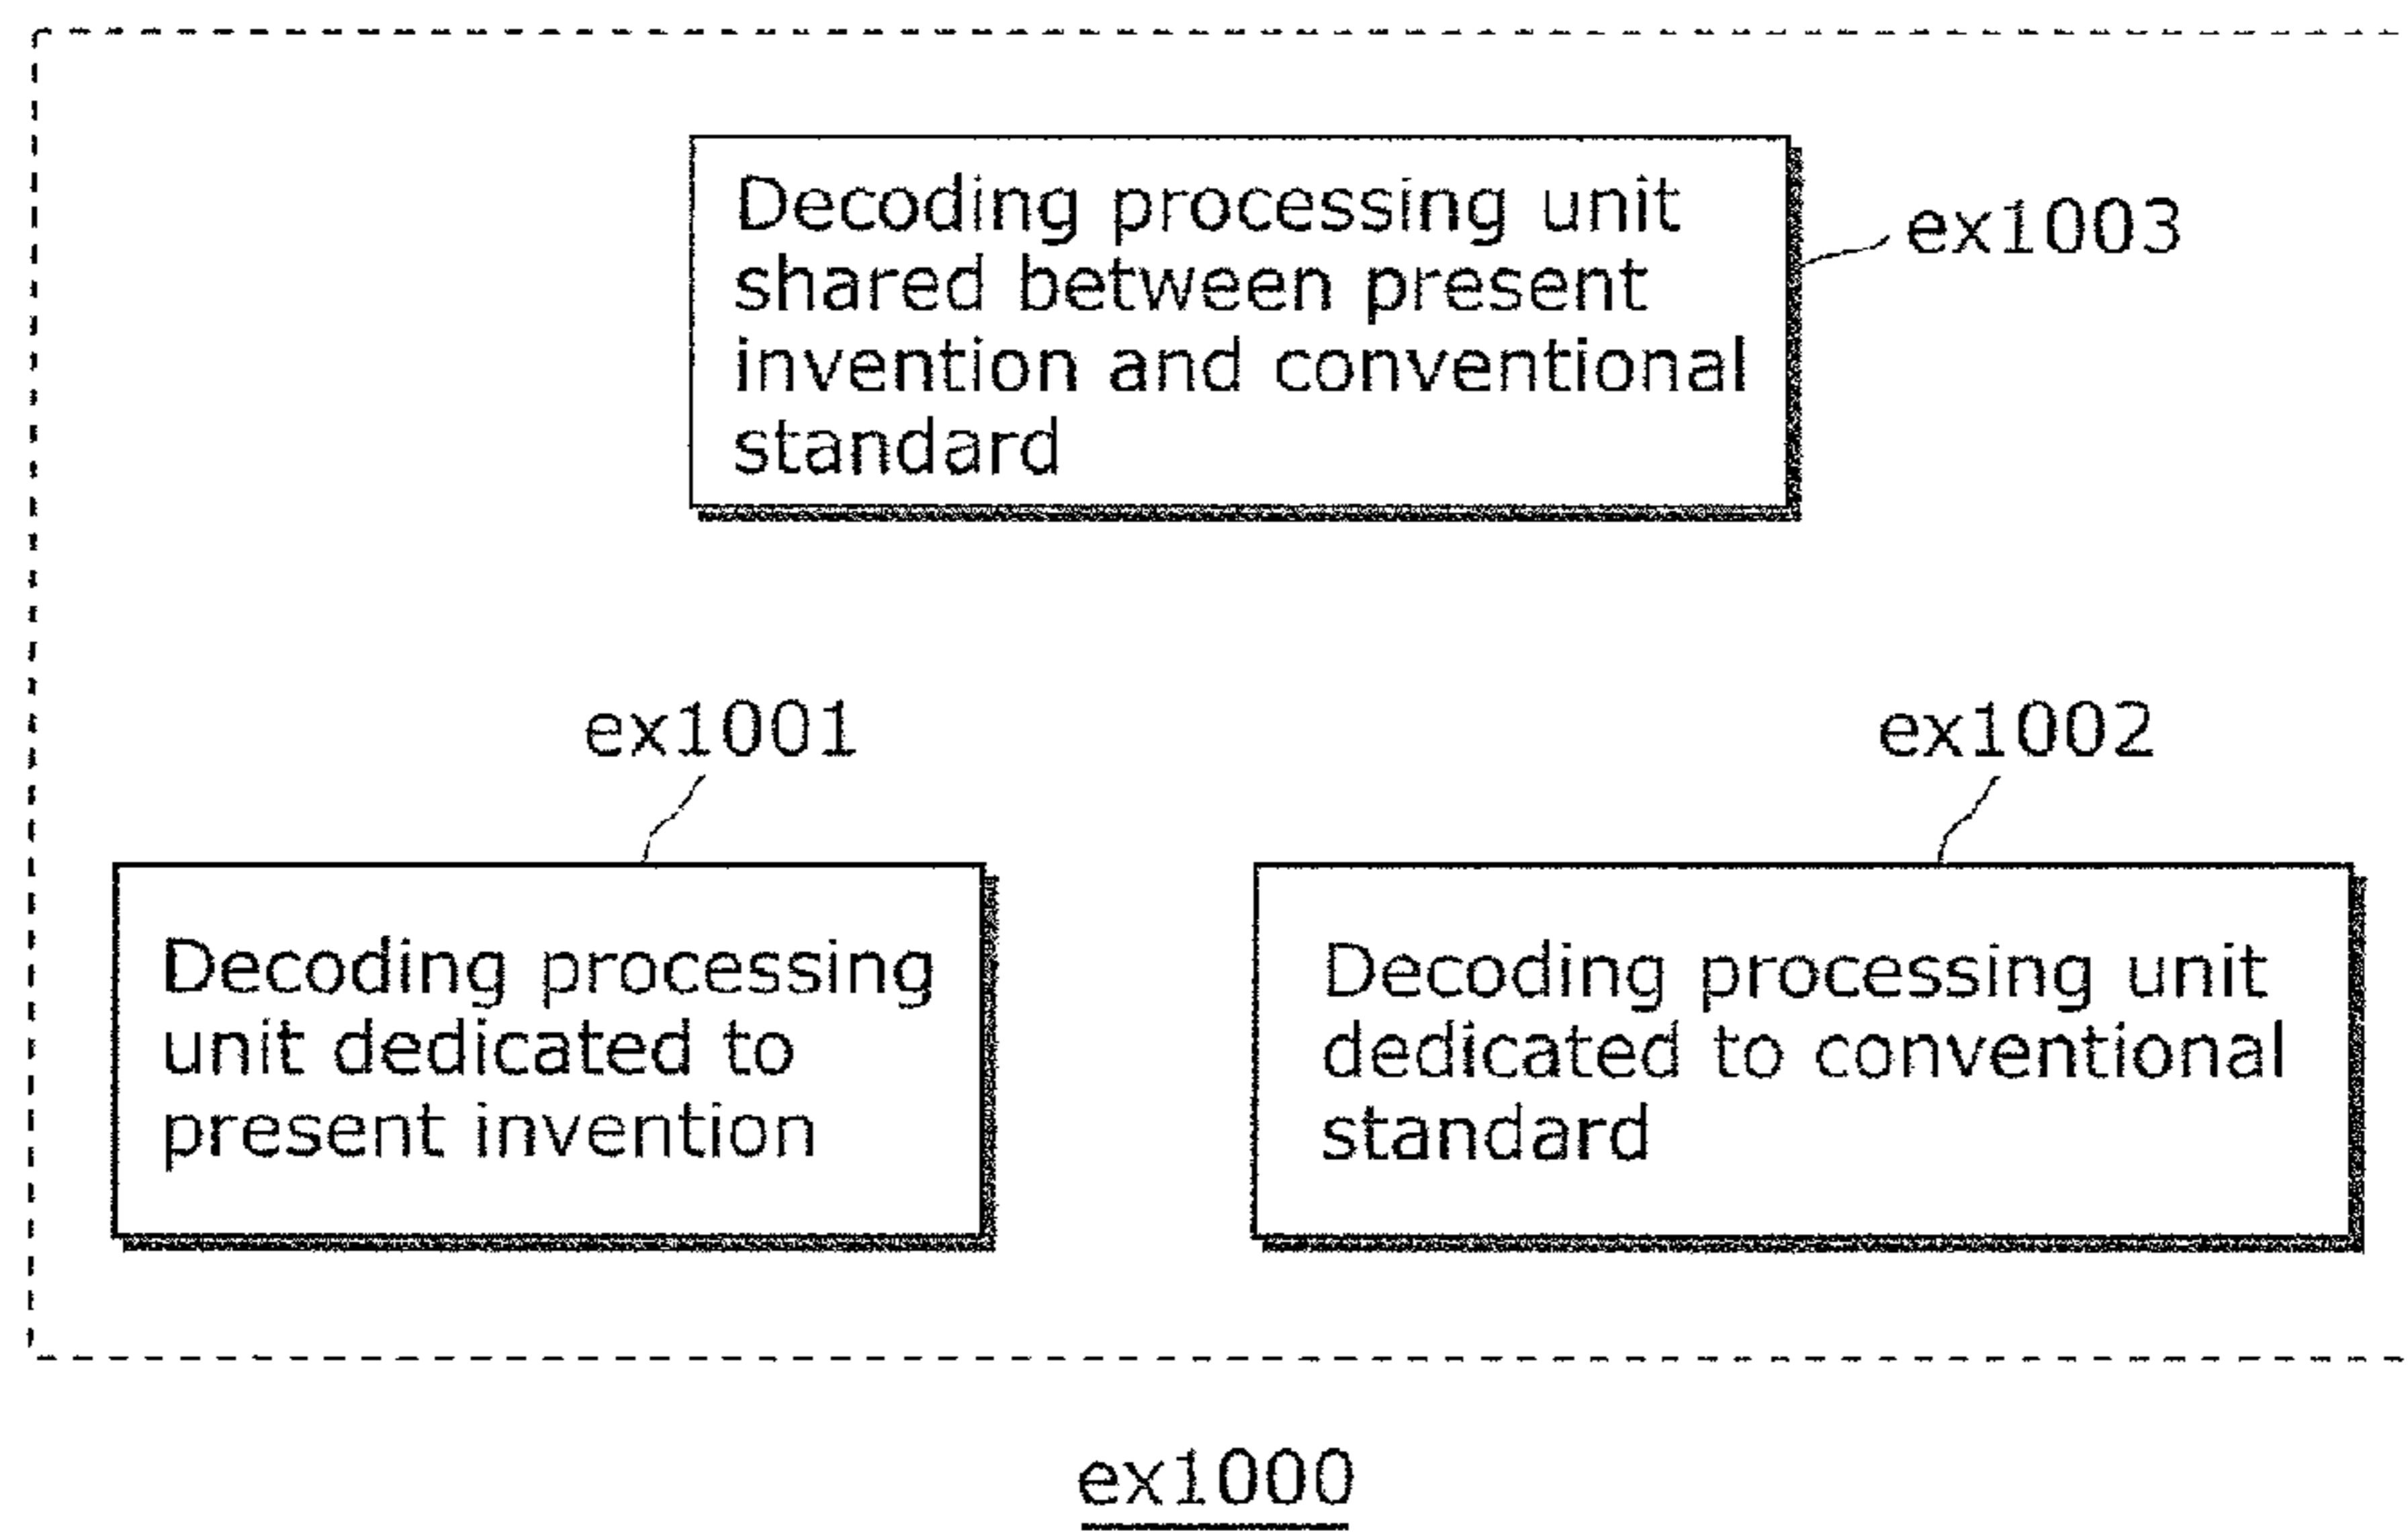 Decoding processing unit
shared between present
invention and conventional
standard
ex1003
ex1001
ex1002
Decoding processing
unit dedicated to
present invention
Decoding processing unit
dedicated to conventional
standard
ex1000